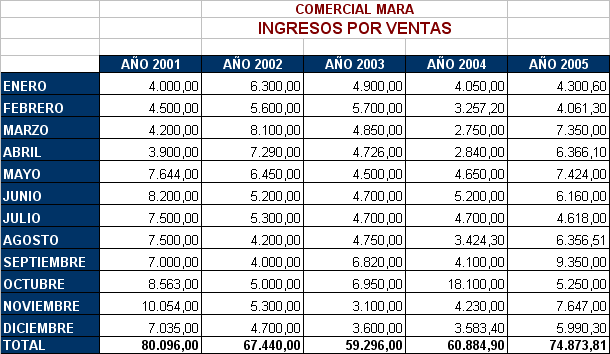 COMERCIAL MARA
INGRESOS POR VENTAS
AÑO 2001 AÑO 2002 AÑO 2003 AÑO 2004 AÑO 2005
ENERO 4.000,00 6.300,00 4.900,00 4.050,00 4.300,60
FEBRERO 4.500,00 5.600,00 5.700,00 3.257,20 4.061,30
MARZO 4.200,00 8.100,00 4.850,00 2.750,00 7.350,00
ABRIL 3.900,00 7.290,00 4.726,00 2.840,00 6.366,10
MAYO 7.644,00 6.450,00 4.500,00 4.650,00 7.424,00
JUNIO 8.200,00 5.200,00 4.700,00 5.200,00 6.160,00
JULIO 7.500,00 5.300,00 4.700,00 4.700,00 4.618,00
AGOSTO 7.500,00 4.200,00 4.750,00 3.424,30 6.356,51
SEPTIEMBRE 7.000,00 4.000,00 6.820,00 4.100,00 9.350,00
OCTUBRE 8.563,00 5.000,00 6.950,00 18.100,00 5.250,00
NOVIEMBRE 10.054,00 5.300,00 3.100,00 4.230,00 7.647,00
DICIEMBRE 7.035,00 4.700,00 3.600,00 3.583,40 5.990,30
TOTAL 80.096,00 67.440,00 59.296,00 60.884,90 74.873,81